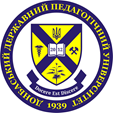 ДОНБАСЬКИЙ ДЕРЖАВНИЙ ПЕДАГОГІЧНИЙ УНІВЕРСИТЕТ
Docere Est Discere
1939